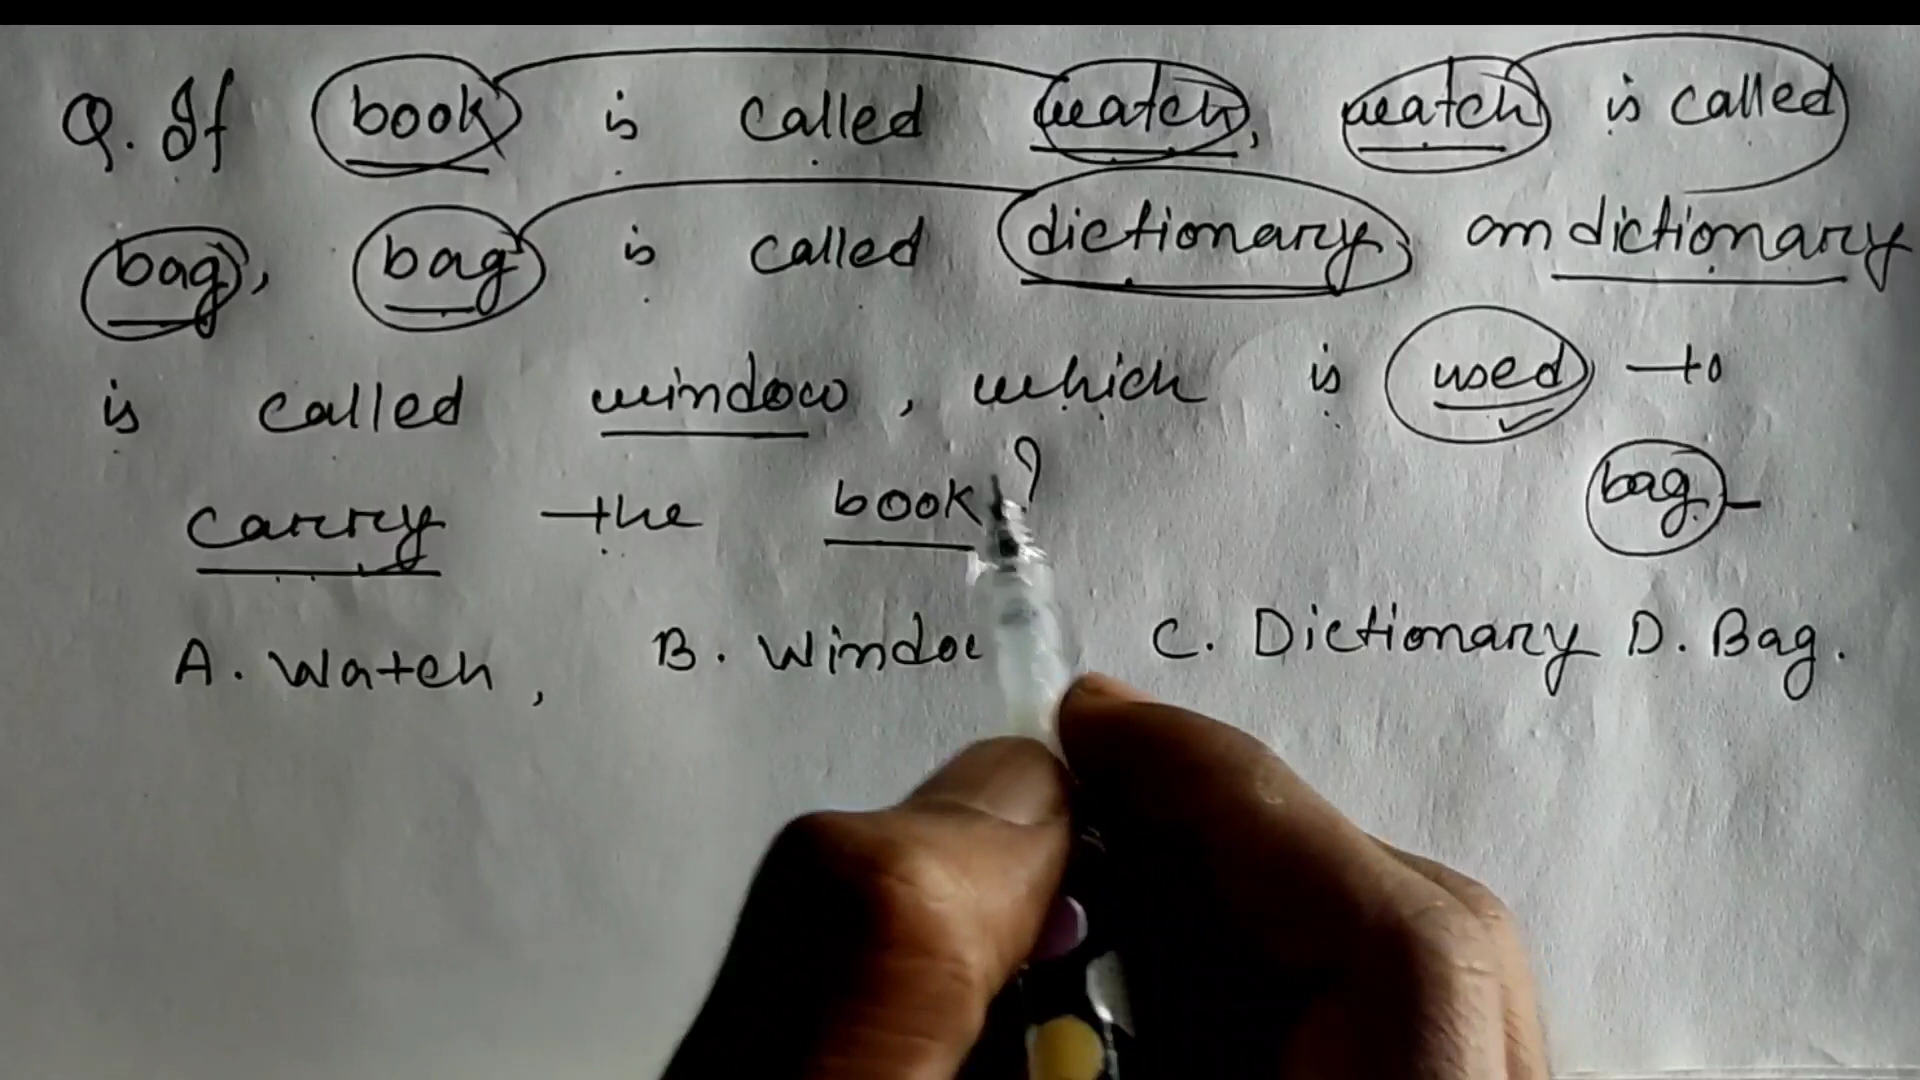 Q. If book is called watch, watch is called
bag, bag is called dictionary, an dictionary
is called window, which is used to
bag
carry the book?
A. Watch, B. Windo C. Dictionary D. Bag.